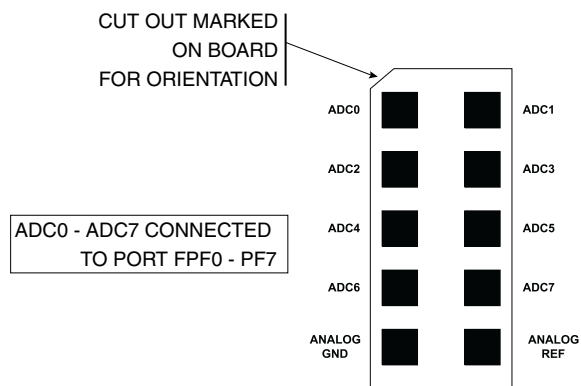 CUT OUT MARKED
ON BOARD
FOR ORIENTATION
ADC0
ADC1
ADC2
ADC3
ADC0 - ADC7 CONNECTED
TO PORT FPF0 - PF7
ADC4
ADC5
ADC6
ADC7
ANALOG
GND
ANALOG
REF